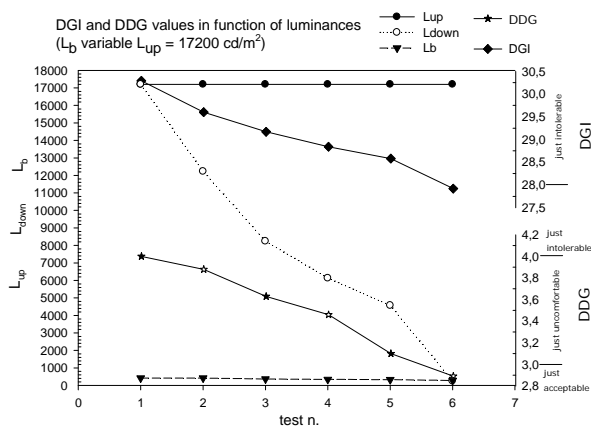 DGI and DDG values in function of luminances
(Lb variable Lup = 17200 cd/m²)
Lup
Ldown
Lb
DDG
DGI
18000
17000
16000
15000
14000
13000
12000
11000
10000
9000
8000
7000
6000
5000
4000
3000
2000
1000
0
Lup Ldown Lb
30,5
30,0
29,5
29,0
28,5
28,0
27,5
just intolerable
DGI
4,2
4,0
3,8
3,6
3,4
3,2
3,0
2,8
just
intolerable
just uncomfortable
just
acceptable
DDG
0 1 2 3 4 5 6 7
test n.